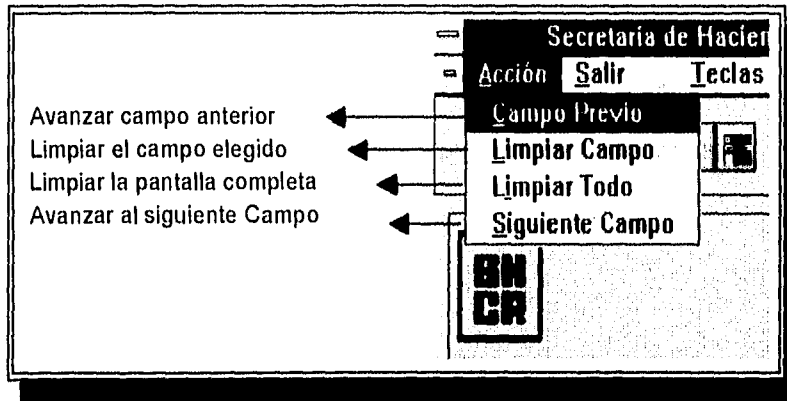 Secretaría de Hacien
Acción Salir Teclas
Avanzar campo anterior
Campo Previo
Limpiar el campo elegido
Limpiar Campo
Limpiar la pantalla completa
Limpiar Todo
Avanzar al siguiente Campo
Siguiente Campo
BN
CR